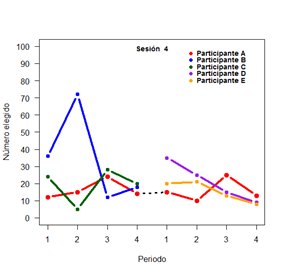 Sesión 4
Participante A
Participante B
Participante C
Participante D
Participante E
Número elegido
100
90
80
70
60
50
40
30
20
10
0
1 2 3 4 1 2 3 4
Periodo